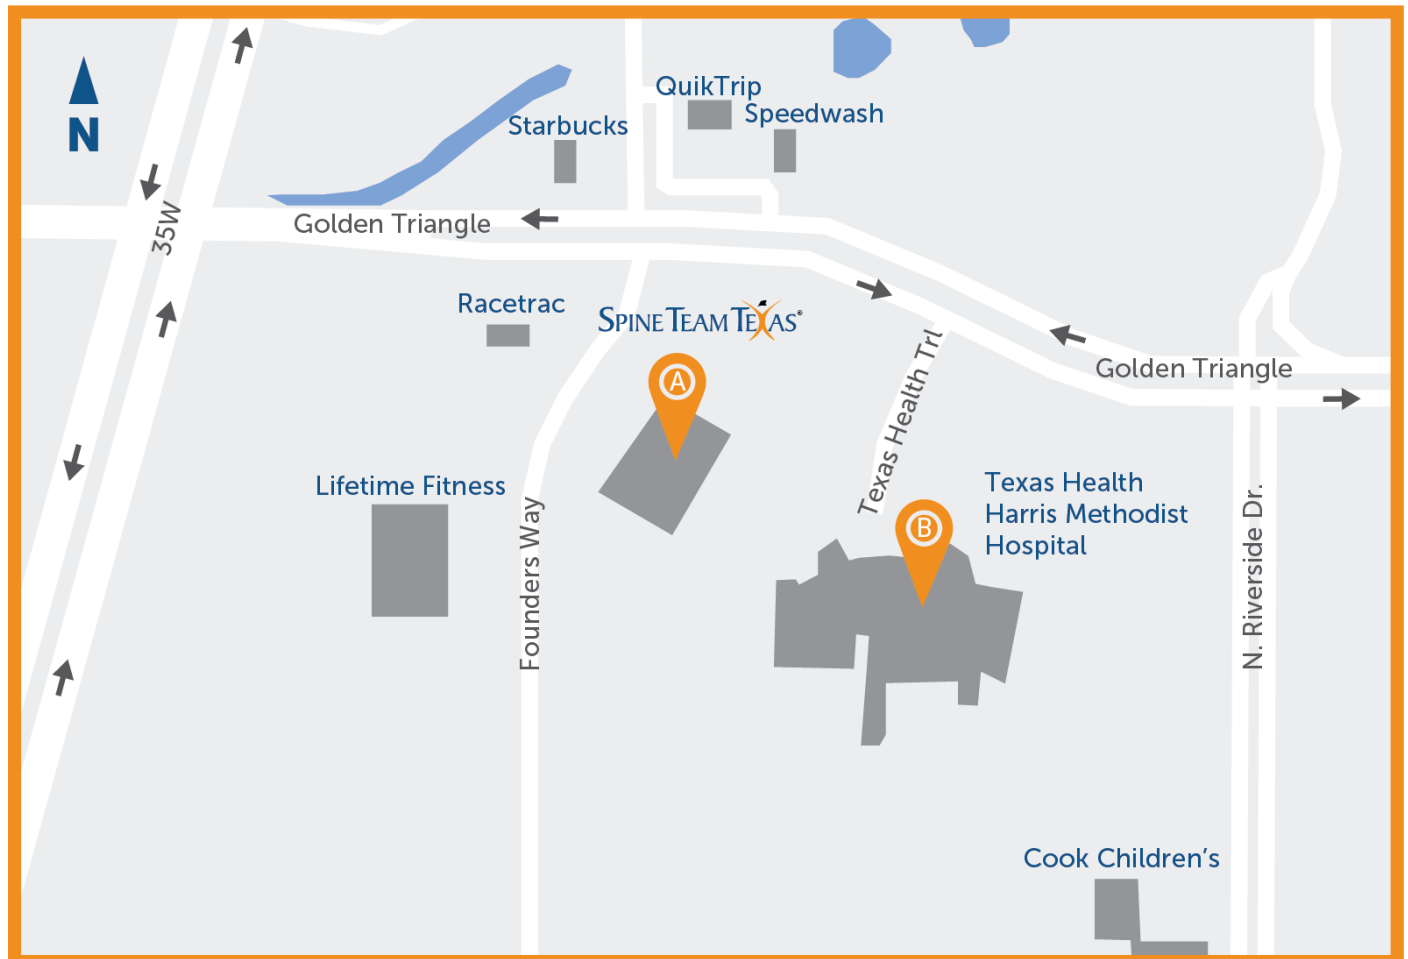 N
35W
QuikTrip
Speedwash
Starbucks
Golden Triangle
Racetrac
SPINE TEAM TEXAS®
A
Texas Health Trl
Golden Triangle
Lifetime Fitness
Founders Way
B
Texas Health
Harris Methodist
Hospital
N. Riverside Dr.
Cook Children’s